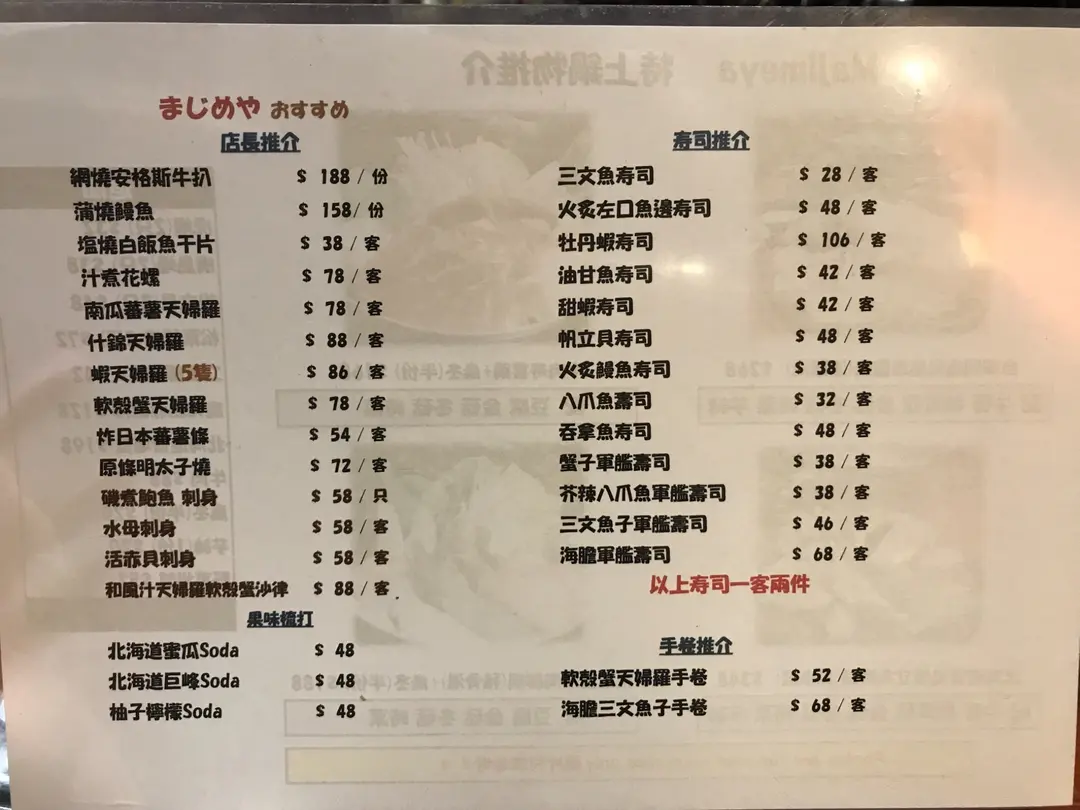 まじめや おすすめ
店長推介
網燒安格斯牛扒 $ 188 / 份
蒲燒鰻魚 $ 158/ 份
塩燒白飯魚干片 $ 38 / 客
汁煮花螺 $ 78 / 客
南瓜蕃薯天婦羅 $ 78 / 客
什錦天婦羅 $ 88 / 客
蝦天婦羅 (5隻) $ 86 / 客
軟殼蟹天婦羅 $ 78 / 客
炸日本蕃薯條 $ 54 / 客
原條明太子燒 $ 72 / 客
磯煮鮑魚 刺身 $ 58 / 只
水母刺身 $ 58 / 客
活赤貝刺身 $ 58 / 客
和風汁天婦羅軟殼蟹沙律 $ 88 / 客
果味梳打
北海道蜜瓜Soda $ 48
北海道巨峰Soda $ 48
柚子檸檬Soda $ 48
寿司推介
三文魚寿司 $ 28 / 客
火炙左口魚邊寿司 $ 48 / 客
牡丹蝦寿司 $ 106 / 客
油甘魚寿司 $ 42 / 客
甜蝦寿司 $ 42 / 客
帆立貝寿司 $ 48 / 客
火炙鰻魚寿司 $ 38 / 客
八爪魚壽司 $ 32 / 客
吞拿魚寿司 $ 48 / 客
蟹子軍艦壽司 $ 38 / 客
芥辣八爪魚軍艦壽司 $ 38 / 客
三文魚子軍艦壽司 $ 46 / 客
海膽軍艦壽司 $ 68 / 客
以上寿司一客兩件
手卷推介
軟殼蟹天婦羅手卷 $ 52 / 客
海膽三文魚子手卷 $ 68 / 客